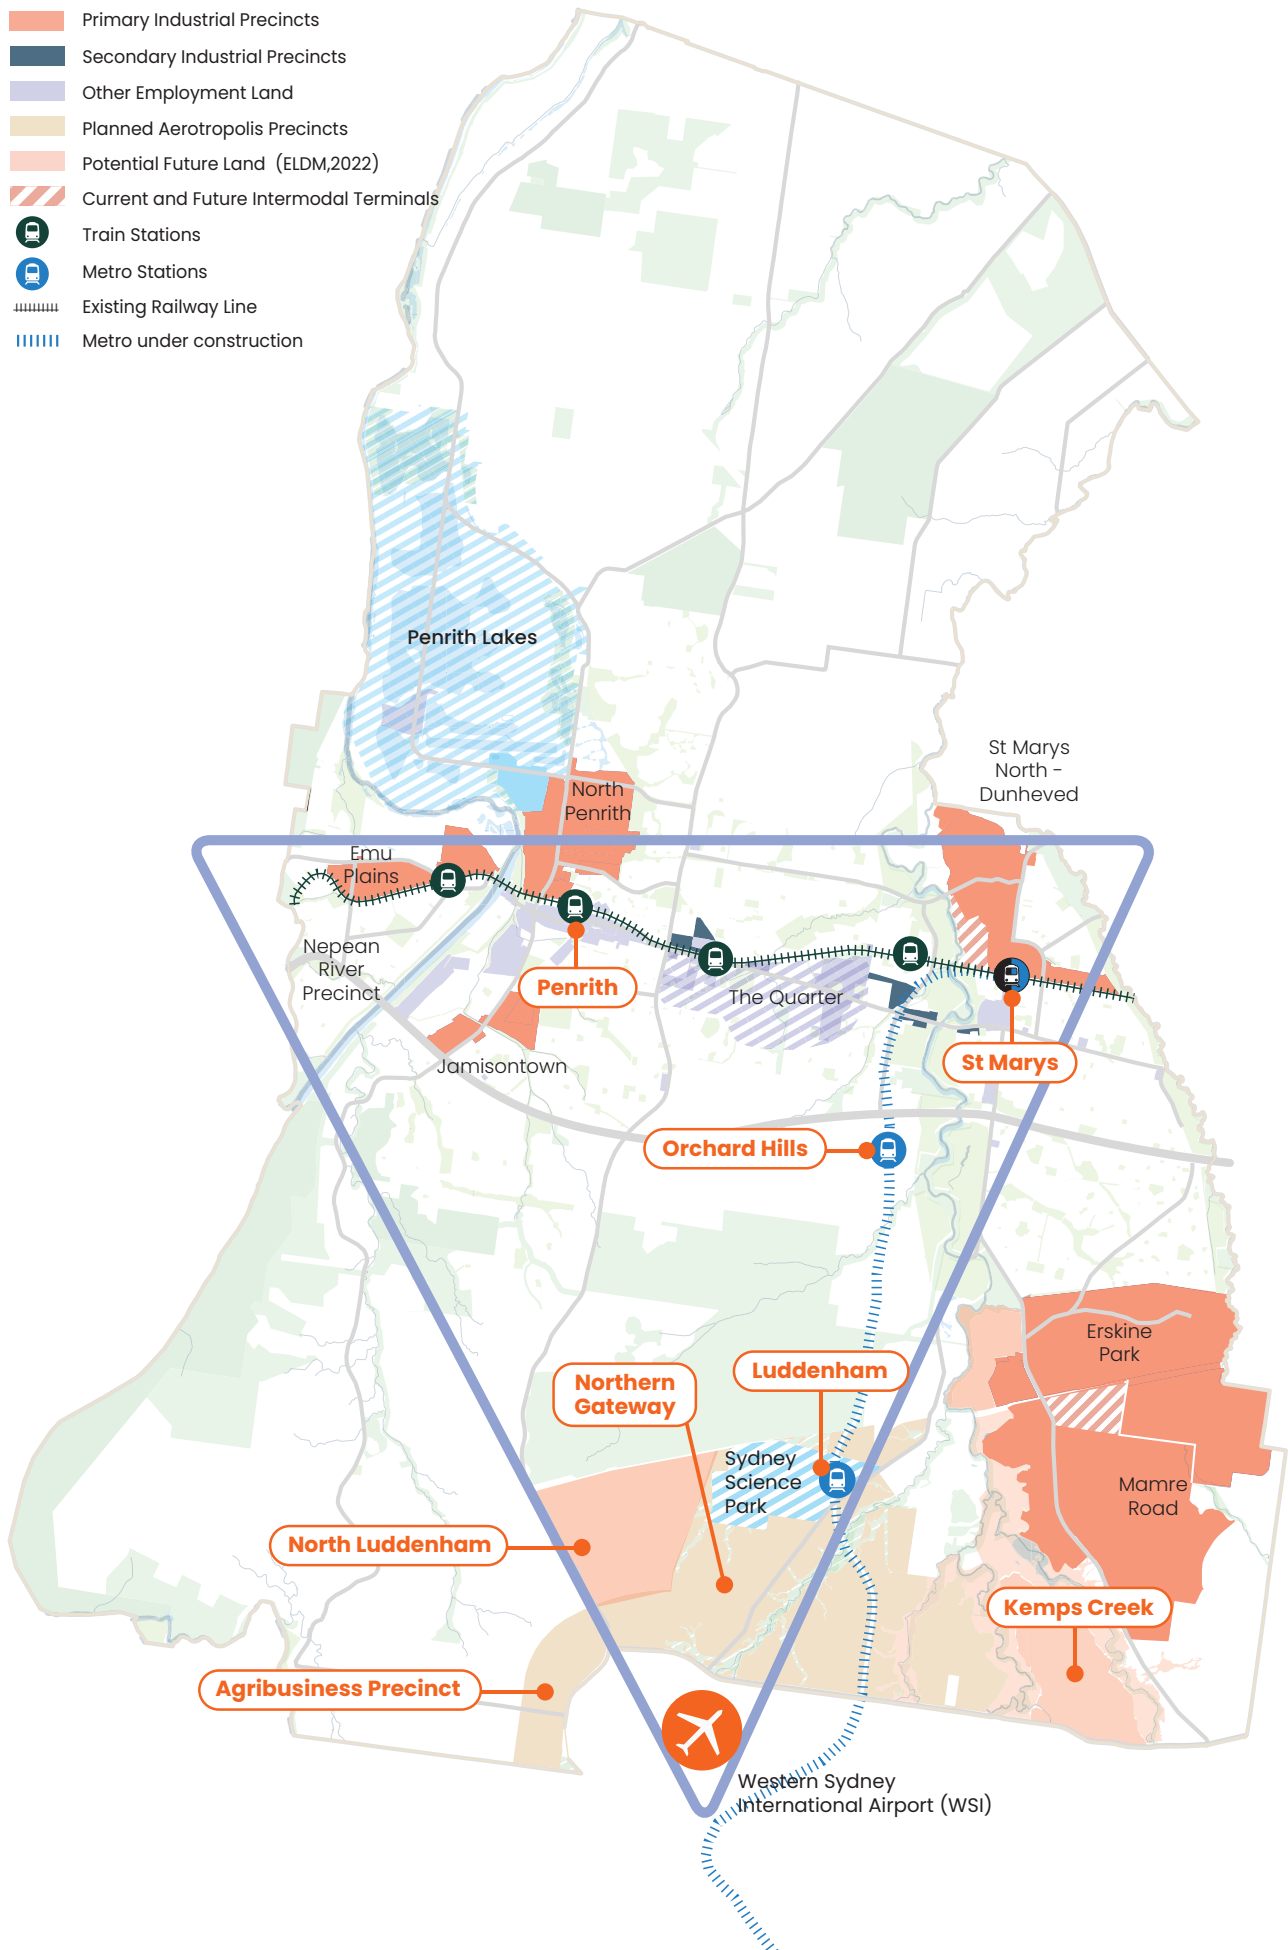 Primary Industrial Precincts
Secondary Industrial Precincts
Other Employment Land
Planned Aerotropolis Precincts
Potential Future Land (ELDM,2022)
Current and Future Intermodal Terminals
Train Stations
Metro Stations
Existing Railway Line
Metro under construction
Penrith Lakes
St Marys
North -
Dunheved
North
Penrith
Emu
Plains
Nepean
River
Precinct
Penrith
The Quarter
St Marys
Jamisontown
Orchard Hills
Erskine
Park
Luddenham
Northern
Gateway
Sydney
Science
Park
Mamre
Road
North Luddenham
Kemps Creek
Agribusiness Precinct
Western Sydney
International Airport (WSI)